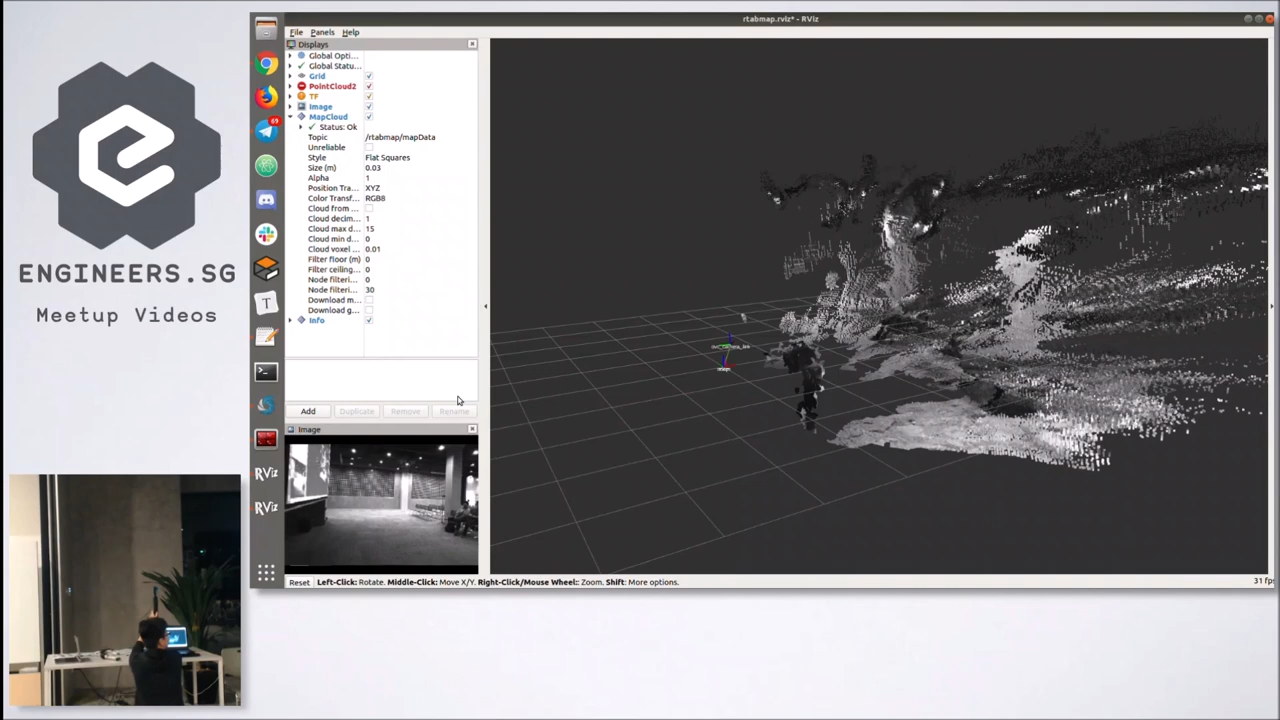 ENGINEERS.SG
Meetup Videos
rtabmap.rviz* - RViz
File Panels Help
Displays
Global Opti...
Global Statu...
Grid
PointCloud2
TF
Image
MapCloud
Status: Ok
Topic /rtabmap/mapData
Unreliable
Style Flat Squares
Size (m) 0.03
Alpha 1
Position Tra... XYZ
Color Transf... RGB8
Cloud from ...
Cloud decim... 1
Cloud max d... 15
Cloud min d... 0
Cloud voxel ... 0.01
Filter floor (m) 0
Filter ceiling... 0
Node filteri... 0
Node filteri... 30
Download m...
Download g...
Info
Add Duplicate Remove Rename
Image
Reset Left-Click: Rotate. Middle-Click: Move X/Y. Right-Click/Mouse Wheel:: Zoom. Shift: More options.
31 fps
69
T
>_
RViz
RViz